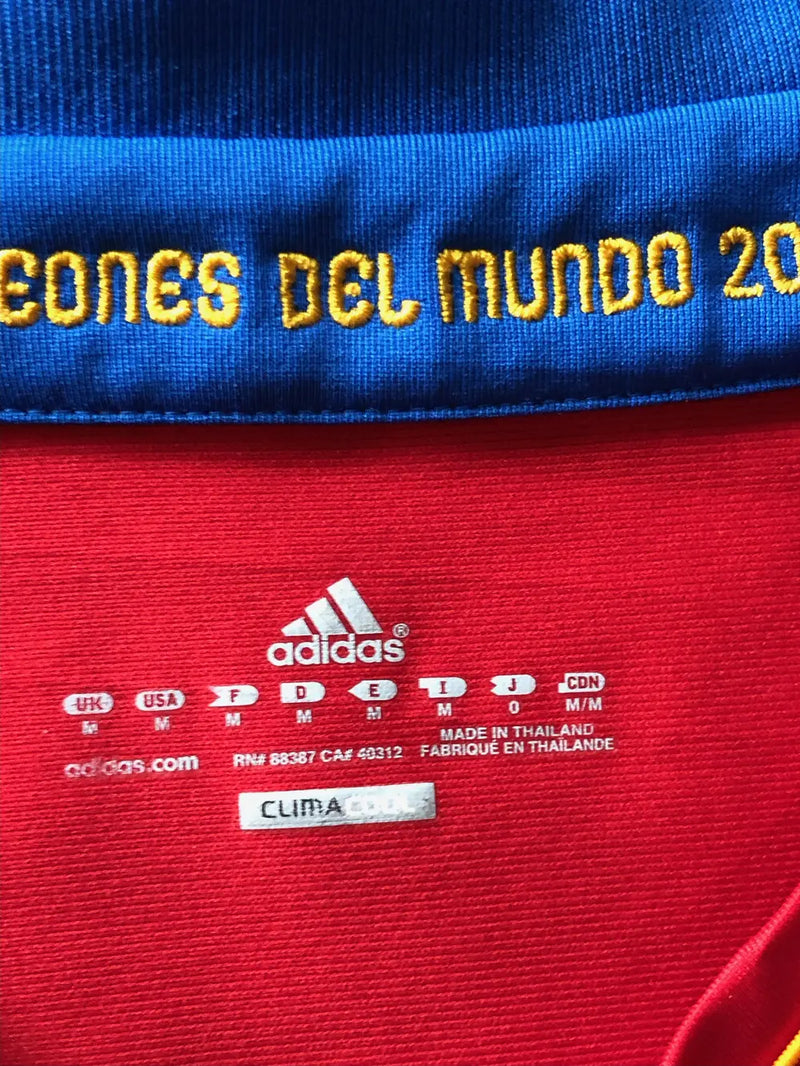 EONES DEL MUNDO 20
adidas®
UK USA F D E I J CDN
M M M M M M O M/M
adidas.com RN# 88387 CA# 40312 MADE IN THAILAND
FABRIQUÉ EN THAÏLANDE
CLIMACOOL